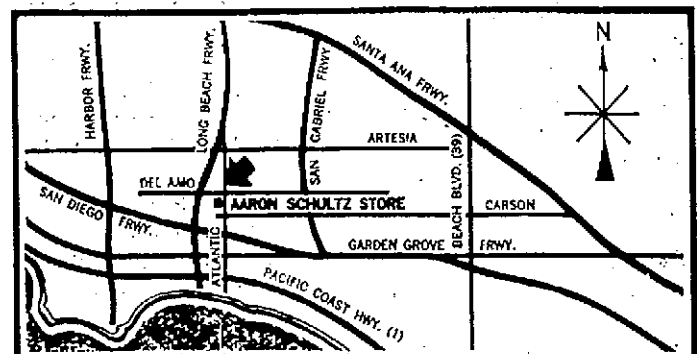 N
HARBOR FRWY.
LONG BEACH FRWY.
SAN GABRIEL FRWY.
SANTA ANA FRWY.
BEACH BLVD. (39)
ARTESIA
DEL AMO
AARON SCHULTZ STORE
CARSON
SAN DIEGO FRWY.
ATLANTIC
GARDEN GROVE FRWY.
PACIFIC COAST HWY. (1)